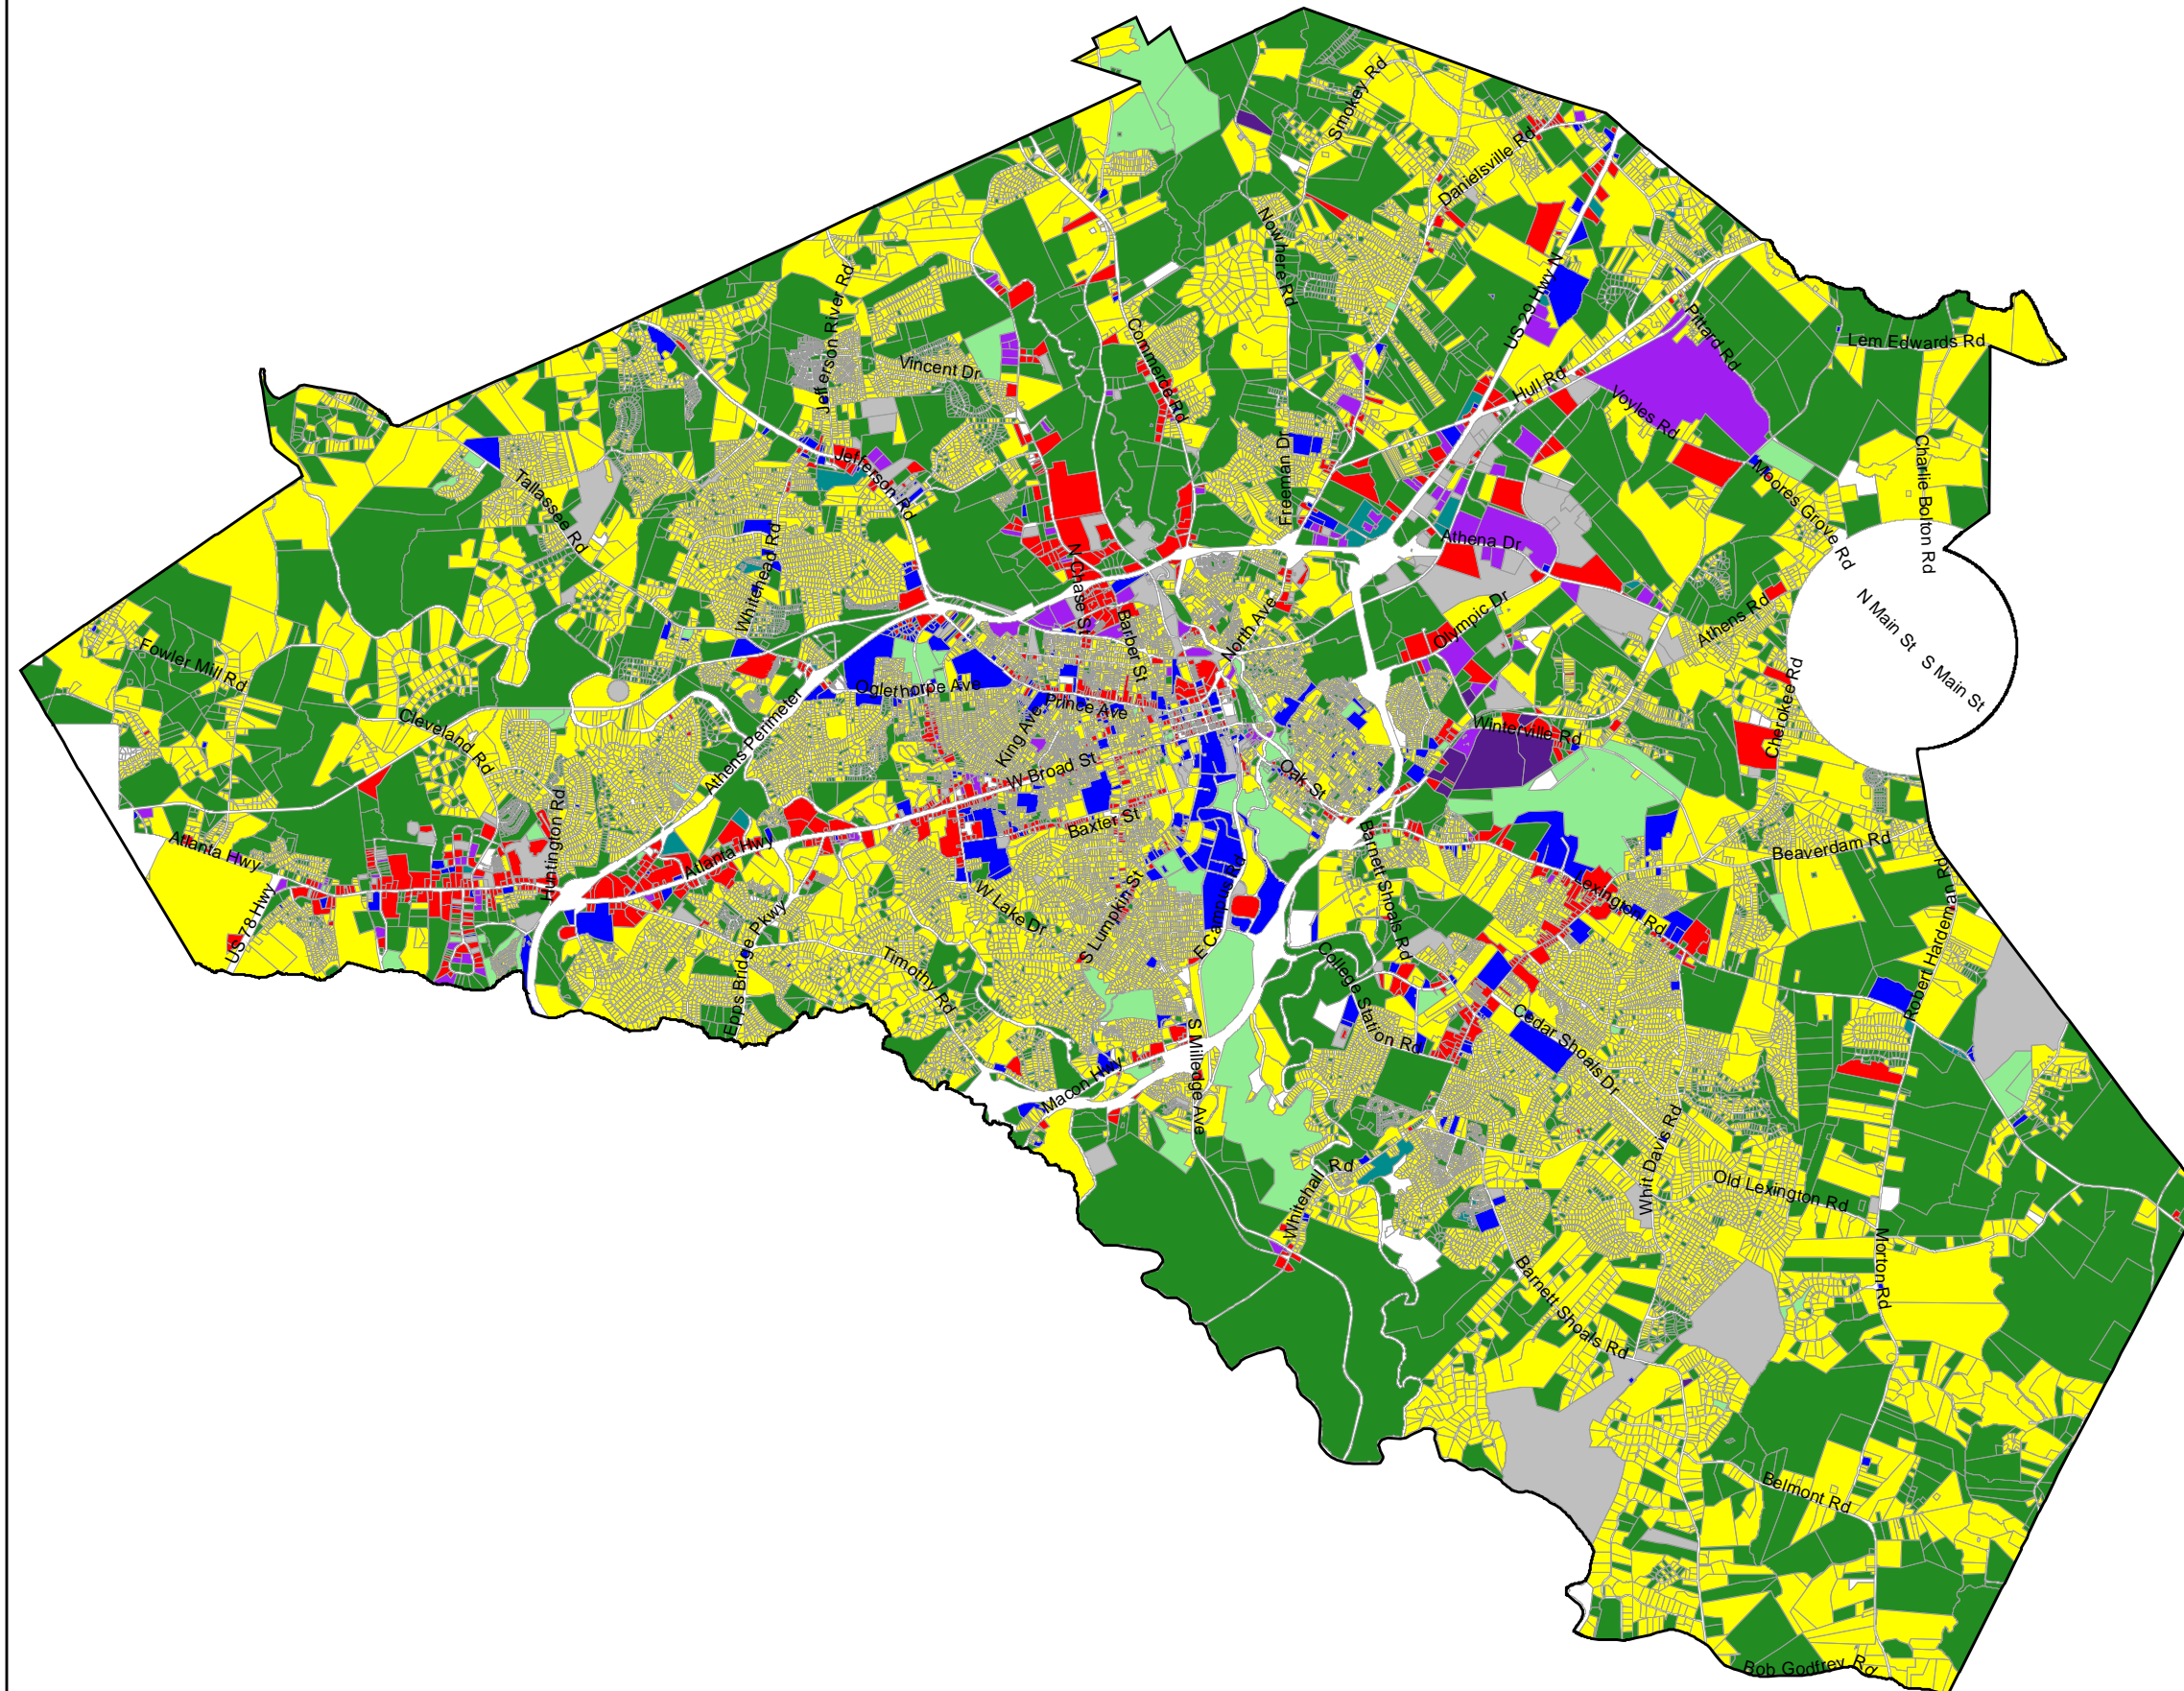 Smokey Rd
Danielsville Rd
Nowhere Rd
Jefferson River Rd
US 29 Hwy N
Pittard Rd
Lem Edwards Rd
Vincent Dr
Commerce Rd
Hull Rd
Voyles Rd
Jefferson Rd
Freeman Dr
Charlie Bolton Rd
Tallassee Rd
Moores Grove Rd
Whitehead Rd
N Chase St
Athena Dr
Barber St
North Ave
Olympic Dr
Athens Rd
N Main St
S Main St
Fowler Mill Rd
Oglethorpe Ave
Prince Ave
Cherokee Rd
Cleveland Rd
Athens Perimeter
King Ave
Winterville Rd
W Broad St
Oak St
Huntington Rd
Baxter St
Atlanta Hwy
Atlanta Hwy
Barnett Shoals Rd
Beaverdam Rd
US 78 Hwy
W Lake Dr
S Lumpkin St
E Campus Rd
Lexington Rd
Robert Hardeman Rd
Epps Bridge Pkwy
Timothy Rd
College Station Rd
Cedar Shoals Dr
S Milledge Ave
Macon Hwy
Whitehall Rd
Whit Davis Rd
Old Lexington Rd
Morton Rd
Barnett Shoals Rd
Belmont Rd
Bob Godfrey Rd